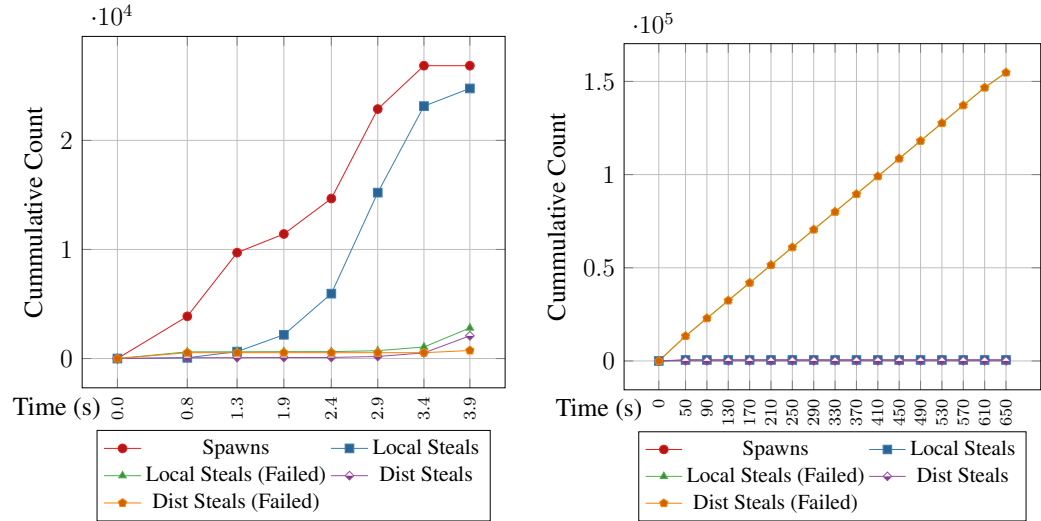 ·10^4
2
1
0
Cummulative Count
Time (s)
0.0 0.8 1.3 1.9 2.4 2.9 3.4 3.9
Spawns Local Steals
Local Steals (Failed) Dist Steals
Dist Steals (Failed)
·10^5
1.5
1
0.5
0
Cummulative Count
Time (s)
0 50 90 130 170 210 250 290 330 370 410 450 490 530 570 610 650
Spawns Local Steals
Local Steals (Failed) Dist Steals
Dist Steals (Failed)